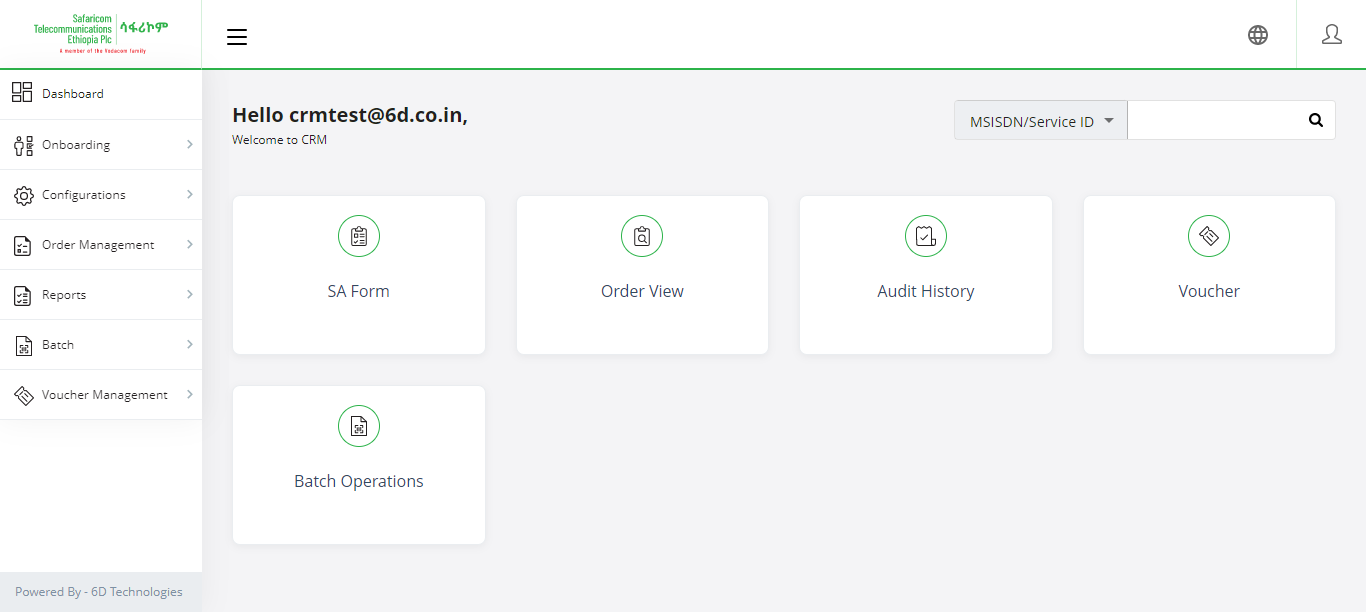 Safaricom
Telecommunications
Ethiopia Plc
ሳፋሪኮም
A member of the Vodacom family
Dashboard
Onboarding
Configurations
Order Management
Reports
Batch
Voucher Management
Powered By - 6D Technologies
Hello crmtest@6d.co.in,
Welcome to CRM
MSISDN/Service ID
SA Form
Order View
Audit History
Voucher
Batch Operations